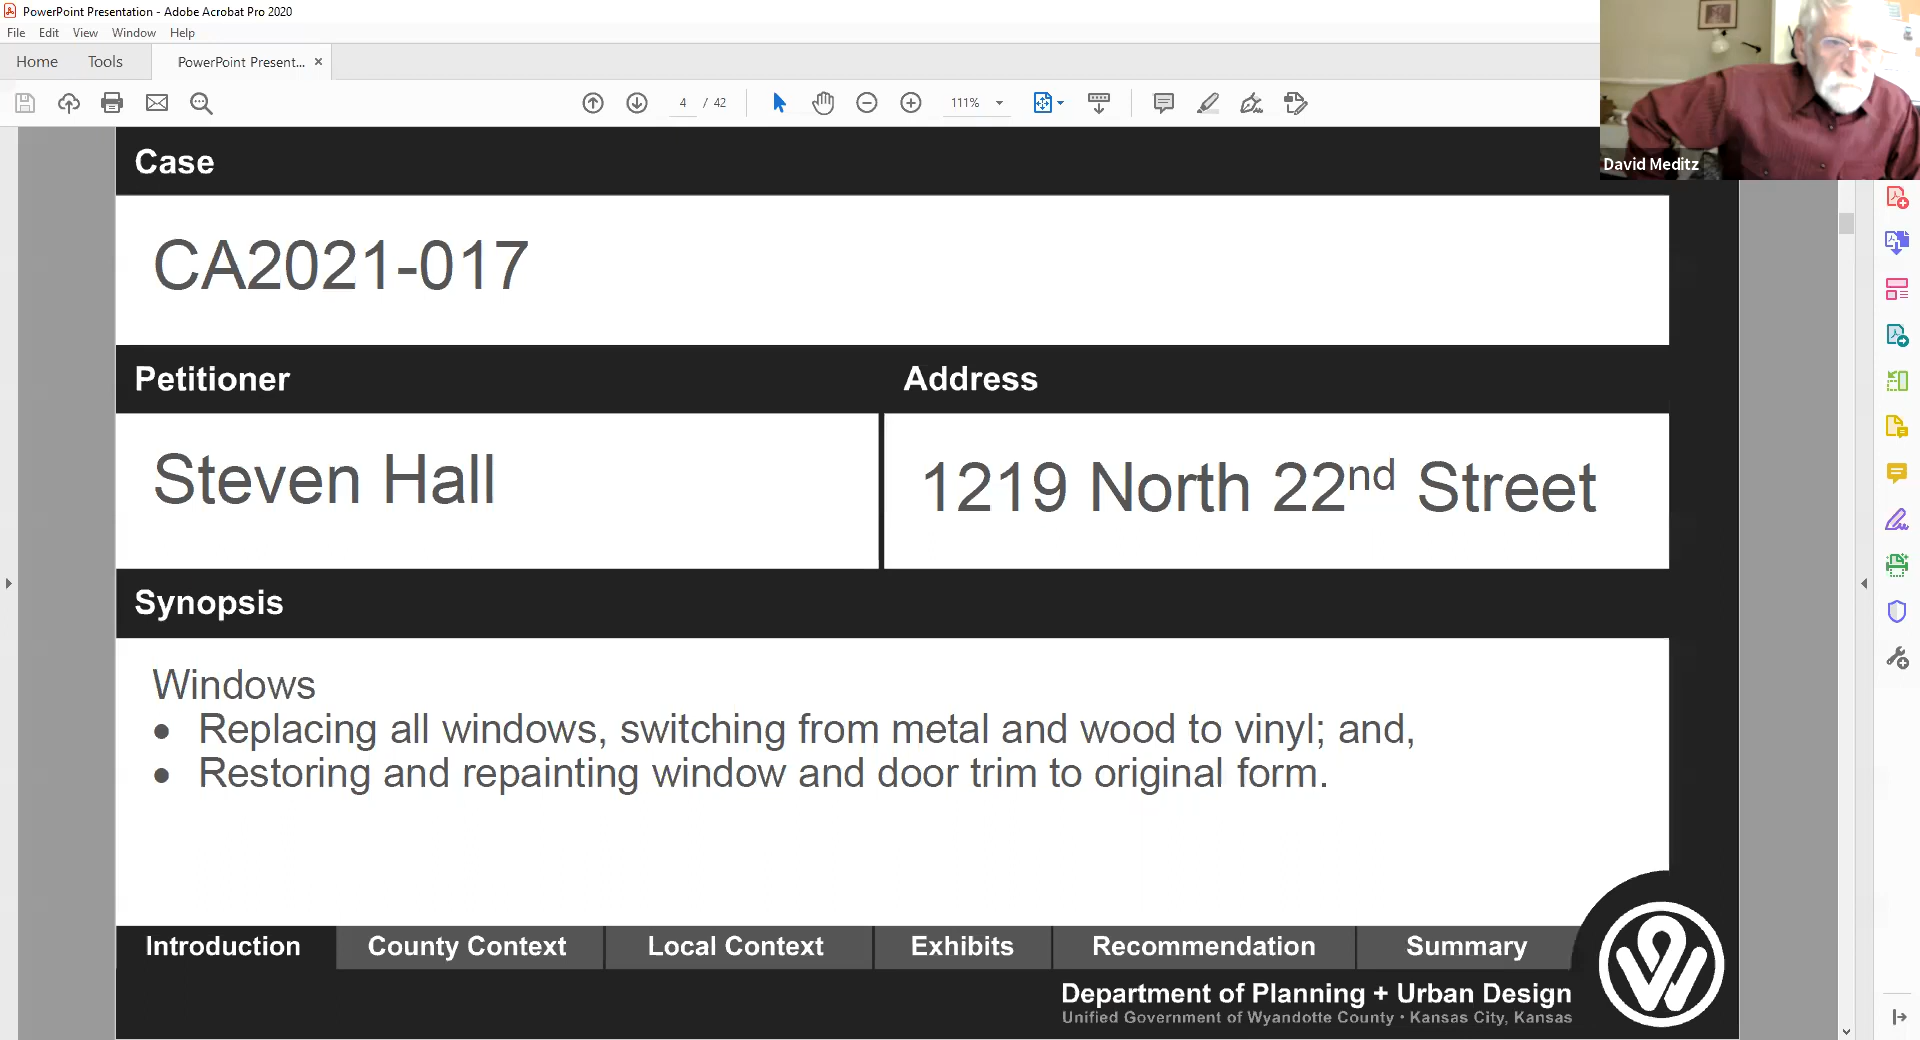 PowerPoint Presentation - Adobe Acrobat Pro 2020
File Edit View Window Help
Home Tools PowerPoint Present... ×
4 / 42 111%
David Meditz
Case
CA2021-017
Petitioner Address
Steven Hall 1219 North 22nd Street
Synopsis
Windows
• Replacing all windows, switching from metal and wood to vinyl; and,
• Restoring and repainting window and door trim to original form.
Introduction County Context Local Context Exhibits Recommendation Summary
Department of Planning + Urban Design
Unified Government of Wyandotte County • Kansas City, Kansas